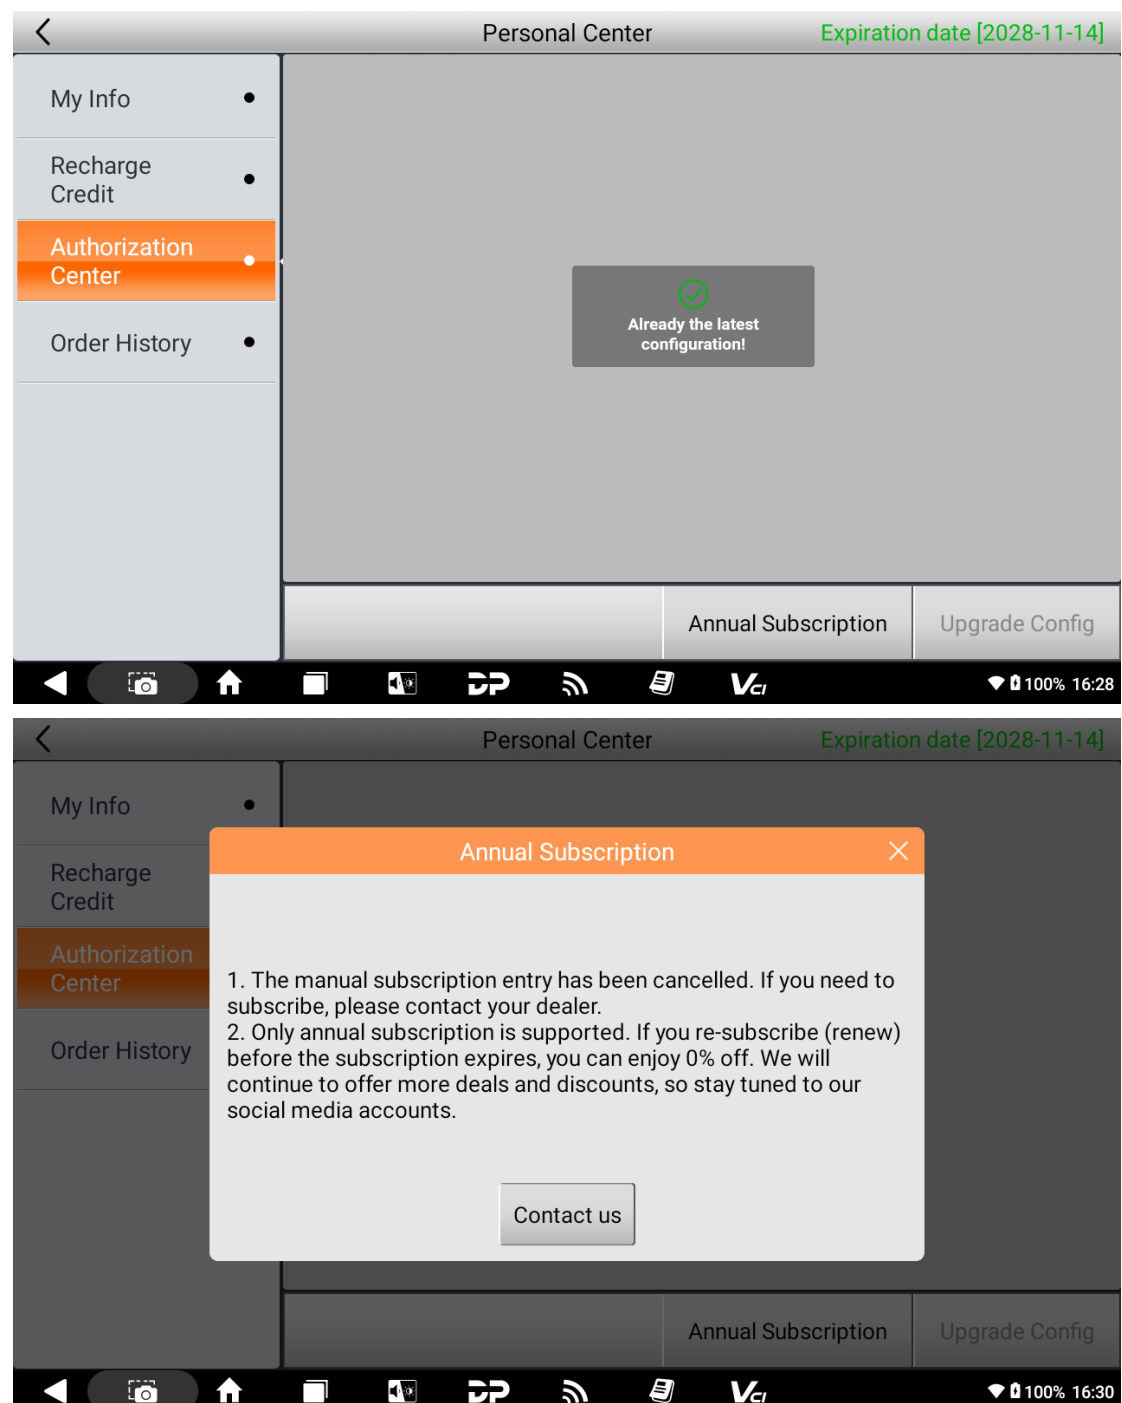 Personal Center
Expiration date [2028-11-14]
My Info
Recharge
Credit
Authorization
Center
Order History
Already the latest
configuration!
Annual Subscription
Upgrade Config
DP
VCI
100% 16:28
Personal Center
Expiration date [2028-11-14]
My Info
Recharge
Credit
Authorization
Center
Order History
Annual Subscription
1. The manual subscription entry has been cancelled. If you need to
subscribe, please contact your dealer.
2. Only annual subscription is supported. If you re-subscribe (renew)
before the subscription expires, you can enjoy 0% off. We will
continue to offer more deals and discounts, so stay tuned to our
social media accounts.
Contact us
Annual Subscription
Upgrade Config
DP
VCI
100% 16:30